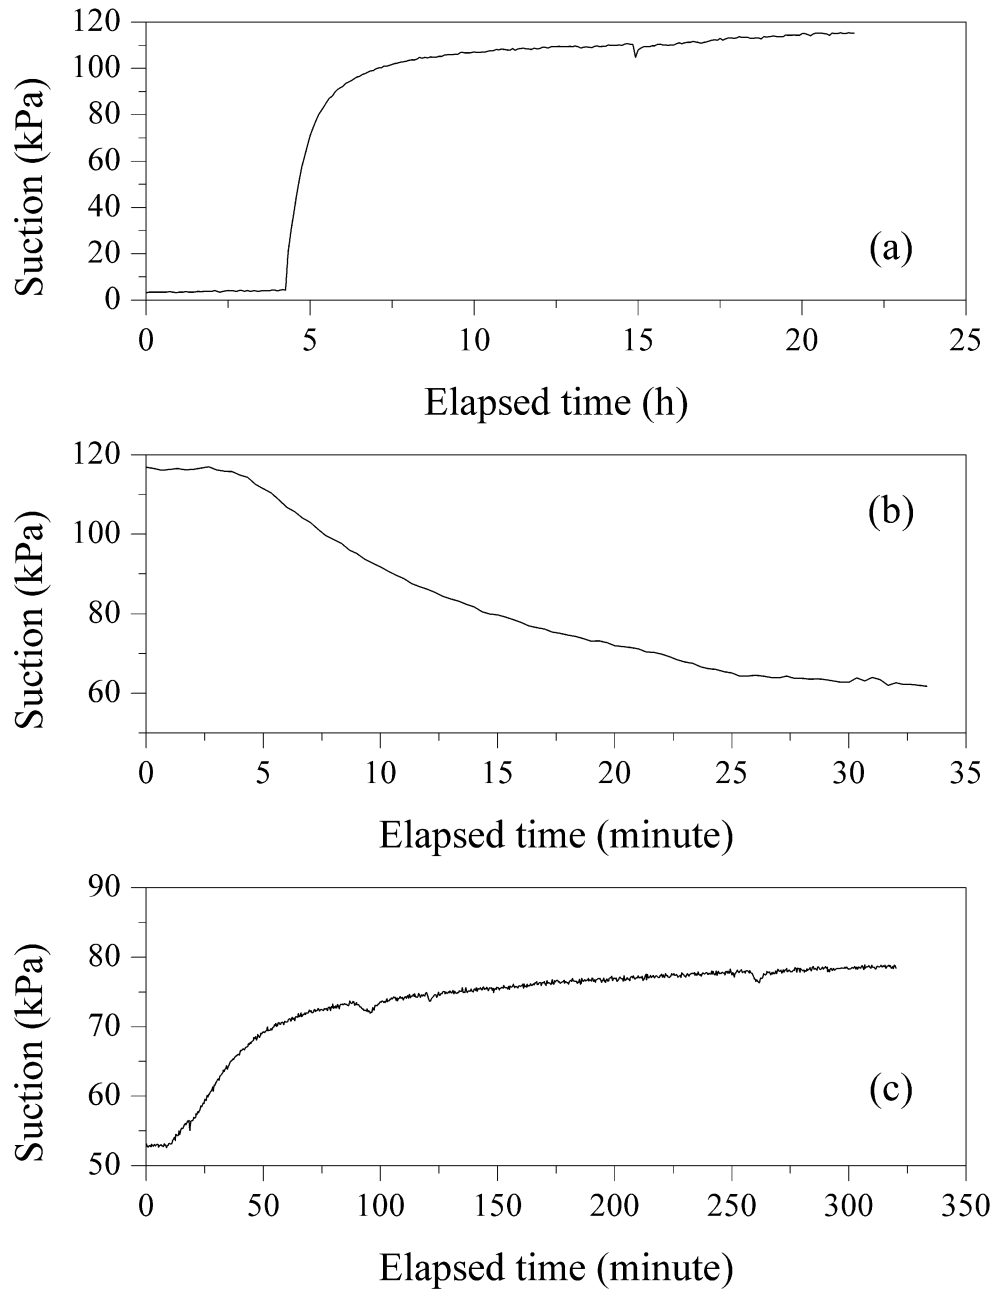 120
100
80
60
40
20
0
Suction (kPa)
(a)
0 5 10 15 20 25
Elapsed time (h)
120
100
80
60
Suction (kPa)
(b)
0 5 10 15 20 25 30 35
Elapsed time (minute)
90
80
70
60
50
Suction (kPa)
(c)
0 50 100 150 200 250 300 350
Elapsed time (minute)